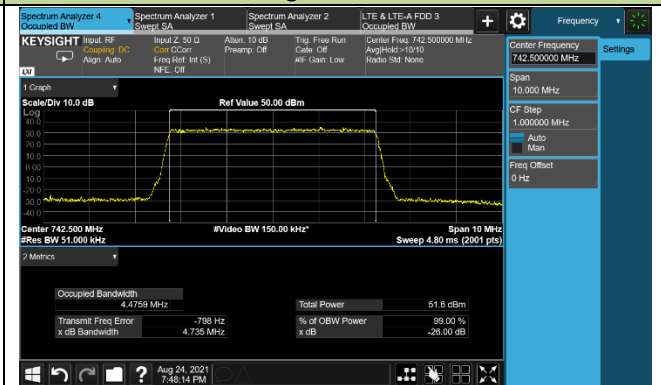 Spectrum Analyzer 4
Occupied BW
Spectrum Analyzer 1
Swept SA
Spectrum Analyzer 2
Swept SA
LTE & LTE-A FDD 3
Occupied BW
Frequency
KEYSIGHT
Input: RF
Coupling: DC
Align: Auto
Input Z: 50 Ω
Corr CCorr
Freq Ref: Int (S)
NFE: Off
Atten: 10 dB
Preamp: Off
Trig: Free Run
Gate: Off
#IF Gain: Low
Center Freq: 742.500000 MHz
Avg|Hold:>10/10
Radio Std: None
LXI
Center Frequency
742.500000 MHz
Settings
Span
10.000 MHz
CF Step
1.000000 MHz
Auto
Man
Freq Offset
0 Hz
1 Graph
Scale/Div 10.0 dB
Ref Value 50.00 dBm
Log
40.0
30.0
20.0
10.0
0.00
-10.0
-20.0
-30.0
-40.0
Center 742.500 MHz
#Video BW 150.00 kHz*
Span 10 MHz
#Res BW 51.000 kHz
Sweep 4.80 ms (2001 pts)
2 Metrics
Occupied Bandwidth
4.4759 MHz
Total Power
51.6 dBm
Transmit Freq Error
-798 Hz
% of OBW Power
99.00 %
x dB Bandwidth
4.735 MHz
x dB
-26.00 dB
?
Aug 24, 2021
7:48:14 PM